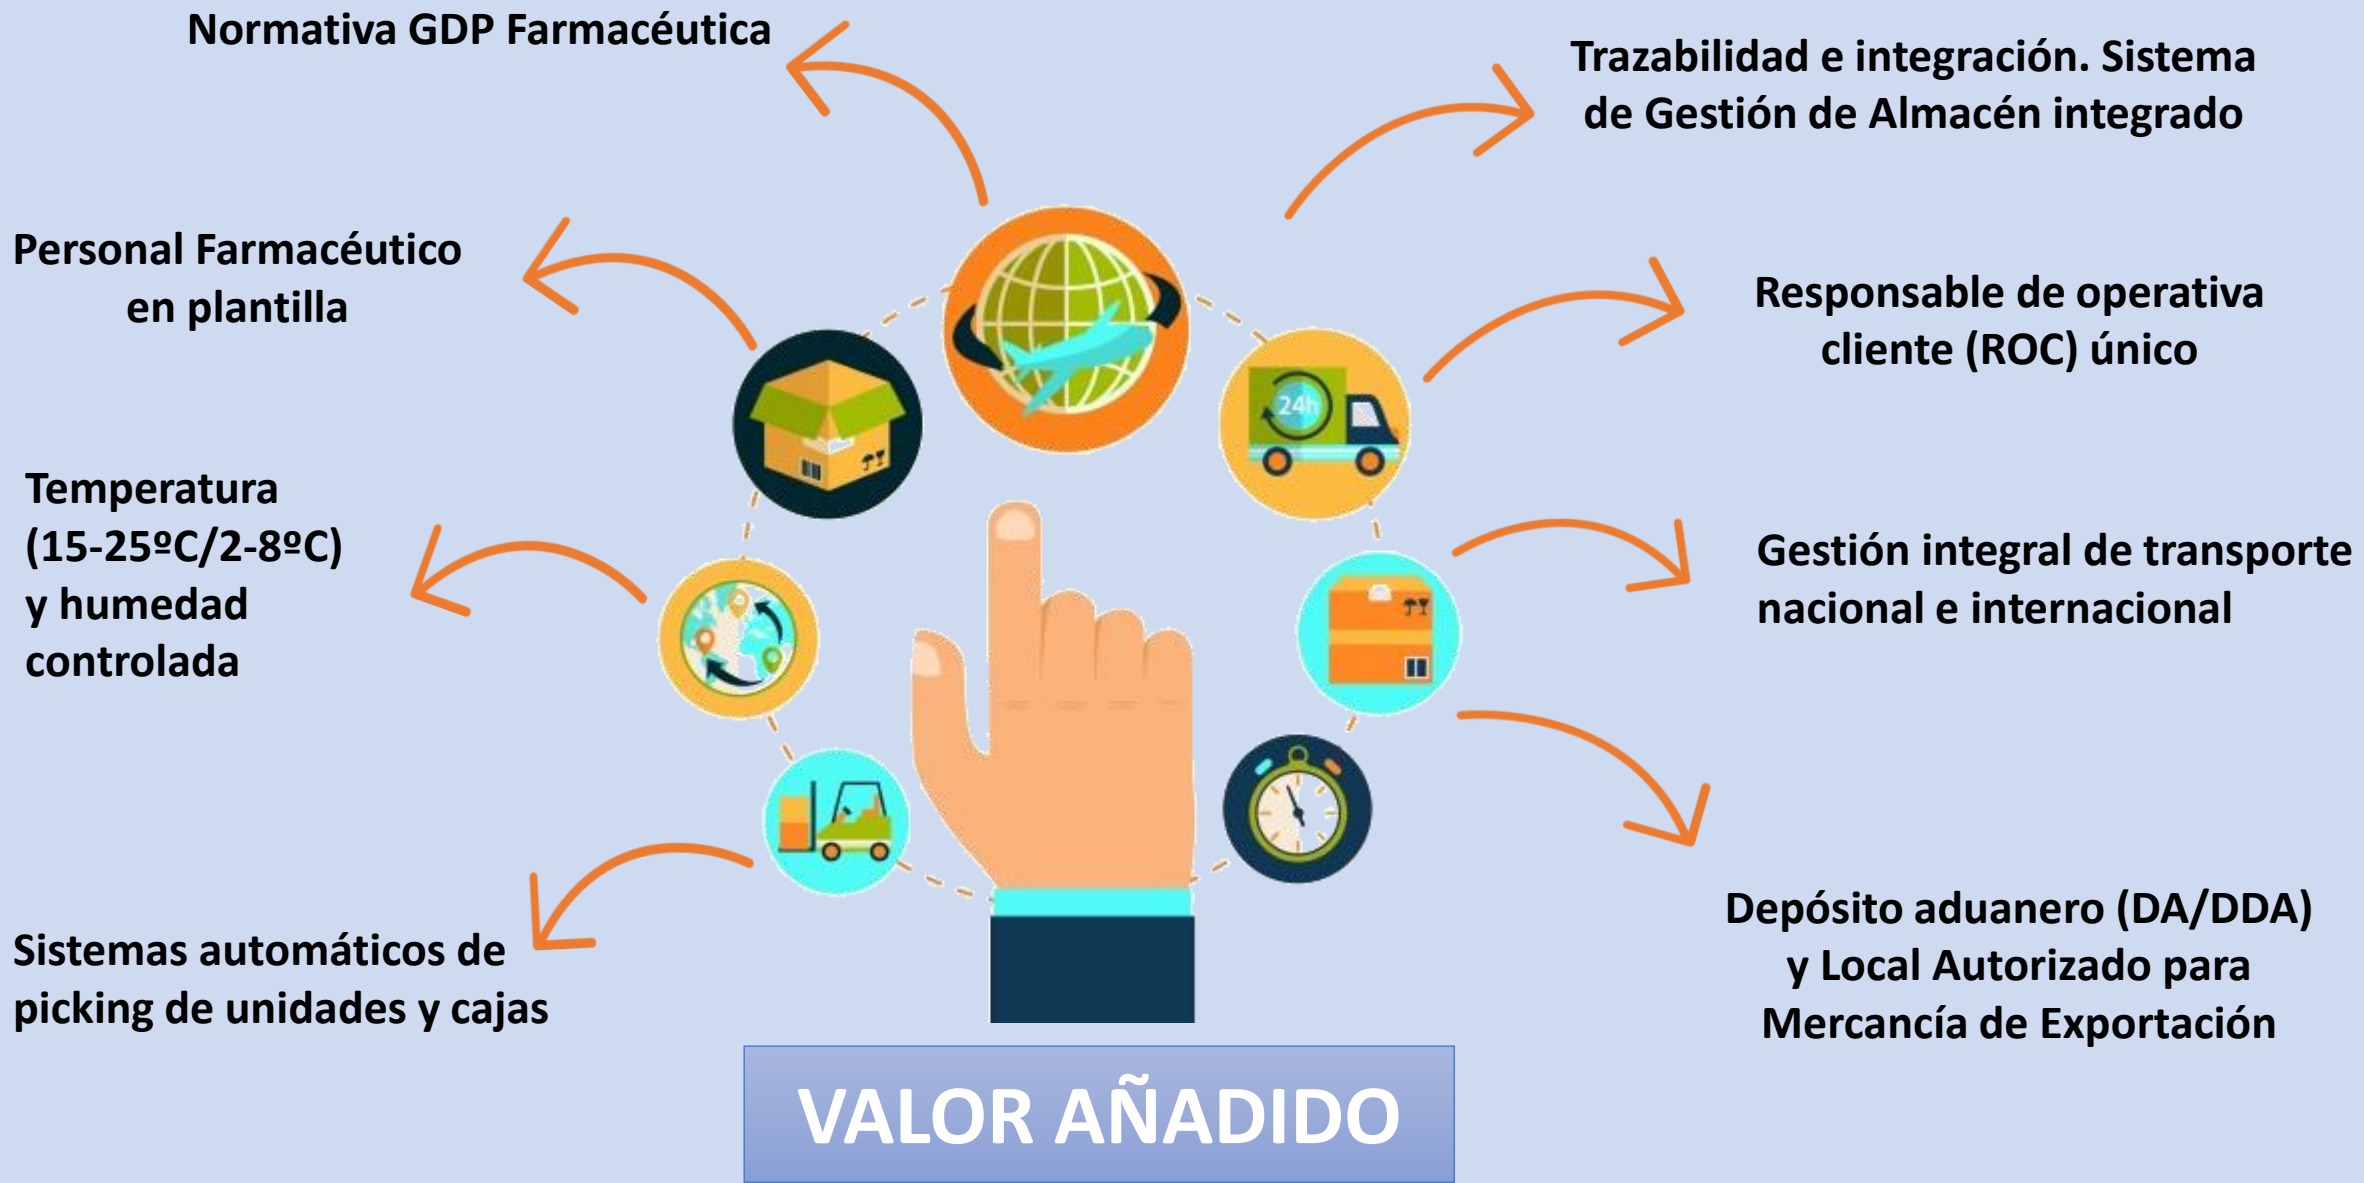 Normativa GDP Farmacéutica
Trazabilidad e integración. Sistema
de Gestión de Almacén integrado
Personal Farmacéutico
en plantilla
Responsable de operativa
cliente (ROC) único
24h
Temperatura
(15-25ºC/2-8ºC)
y humedad
controlada
Gestión integral de transporte
nacional e internacional
Sistemas automáticos de
picking de unidades y cajas
Depósito aduanero (DA/DDA)
y Local Autorizado para
Mercancía de Exportación
VALOR AÑADIDO